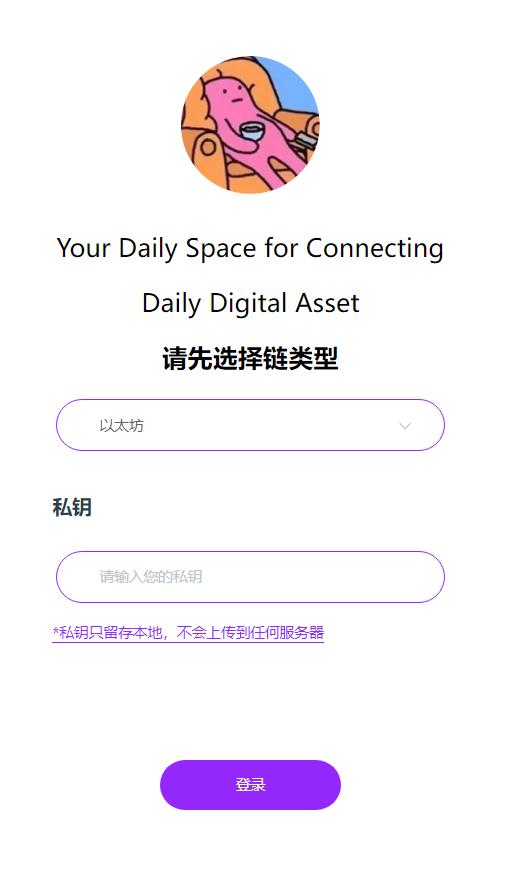 Your Daily Space for Connecting
Daily Digital Asset
请先选择链类型
以太坊
私钥
请输入您的私钥
*私钥只留存本地，不会上传到任何服务器
登录